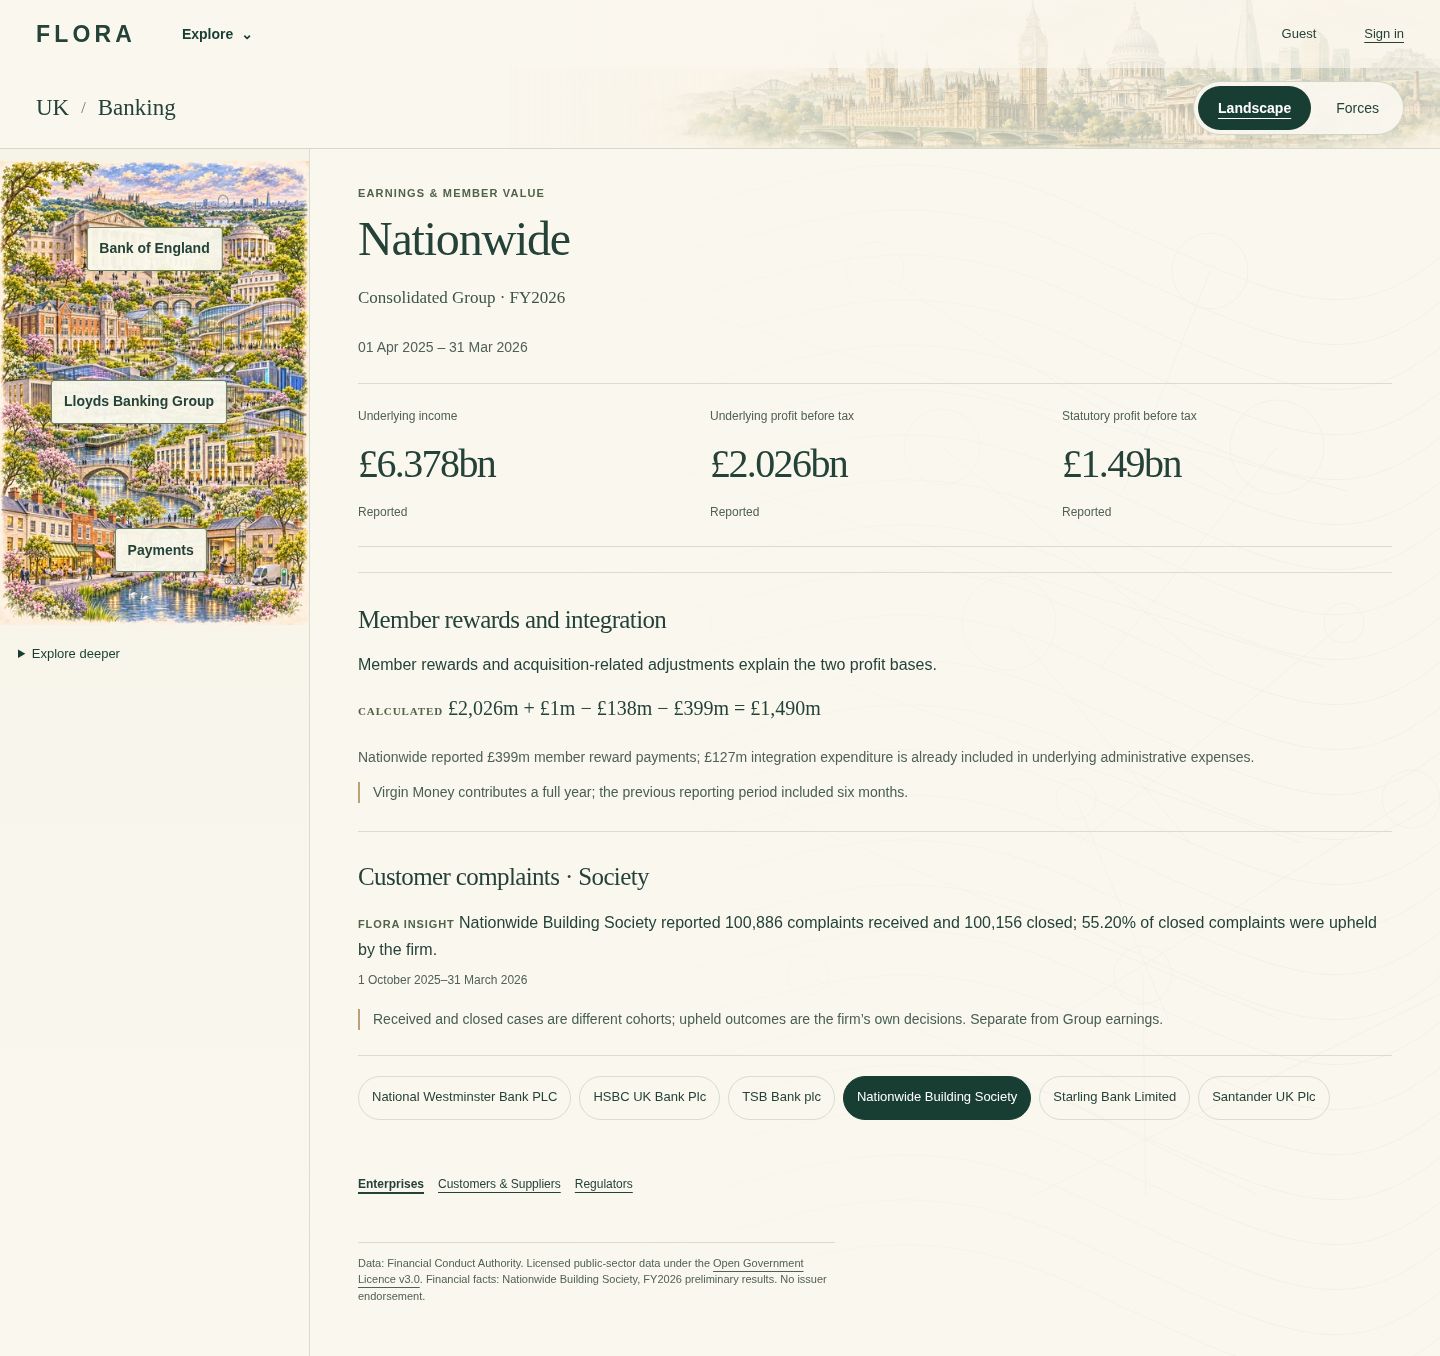 FLORA
Explore
Guest
Sign in
UK / Banking
Landscape
Forces
Bank of England
Lloyds Banking Group
Payments
Explore deeper
EARNINGS & MEMBER VALUE
Nationwide
Consolidated Group · FY2026
01 Apr 2025 – 31 Mar 2026
Underlying income
£6.378bn
Reported
Underlying profit before tax
£2.026bn
Reported
Statutory profit before tax
£1.49bn
Reported
Member rewards and integration
Member rewards and acquisition-related adjustments explain the two profit bases.
CALCULATED £2,026m + £1m − £138m − £399m = £1,490m
Nationwide reported £399m member reward payments; £127m integration expenditure is already included in underlying administrative expenses.
Virgin Money contributes a full year; the previous reporting period included six months.
Customer complaints · Society
FLORA INSIGHT Nationwide Building Society reported 100,886 complaints received and 100,156 closed; 55.20% of closed complaints were upheld
by the firm.
1 October 2025–31 March 2026
Received and closed cases are different cohorts; upheld outcomes are the firm’s own decisions. Separate from Group earnings.
National Westminster Bank PLC
HSBC UK Bank Plc
TSB Bank plc
Nationwide Building Society
Starling Bank Limited
Santander UK Plc
Enterprises
Customers & Suppliers
Regulators
Data: Financial Conduct Authority. Licensed public-sector data under the Open Government
Licence v3.0. Financial facts: Nationwide Building Society, FY2026 preliminary results. No issuer
endorsement.